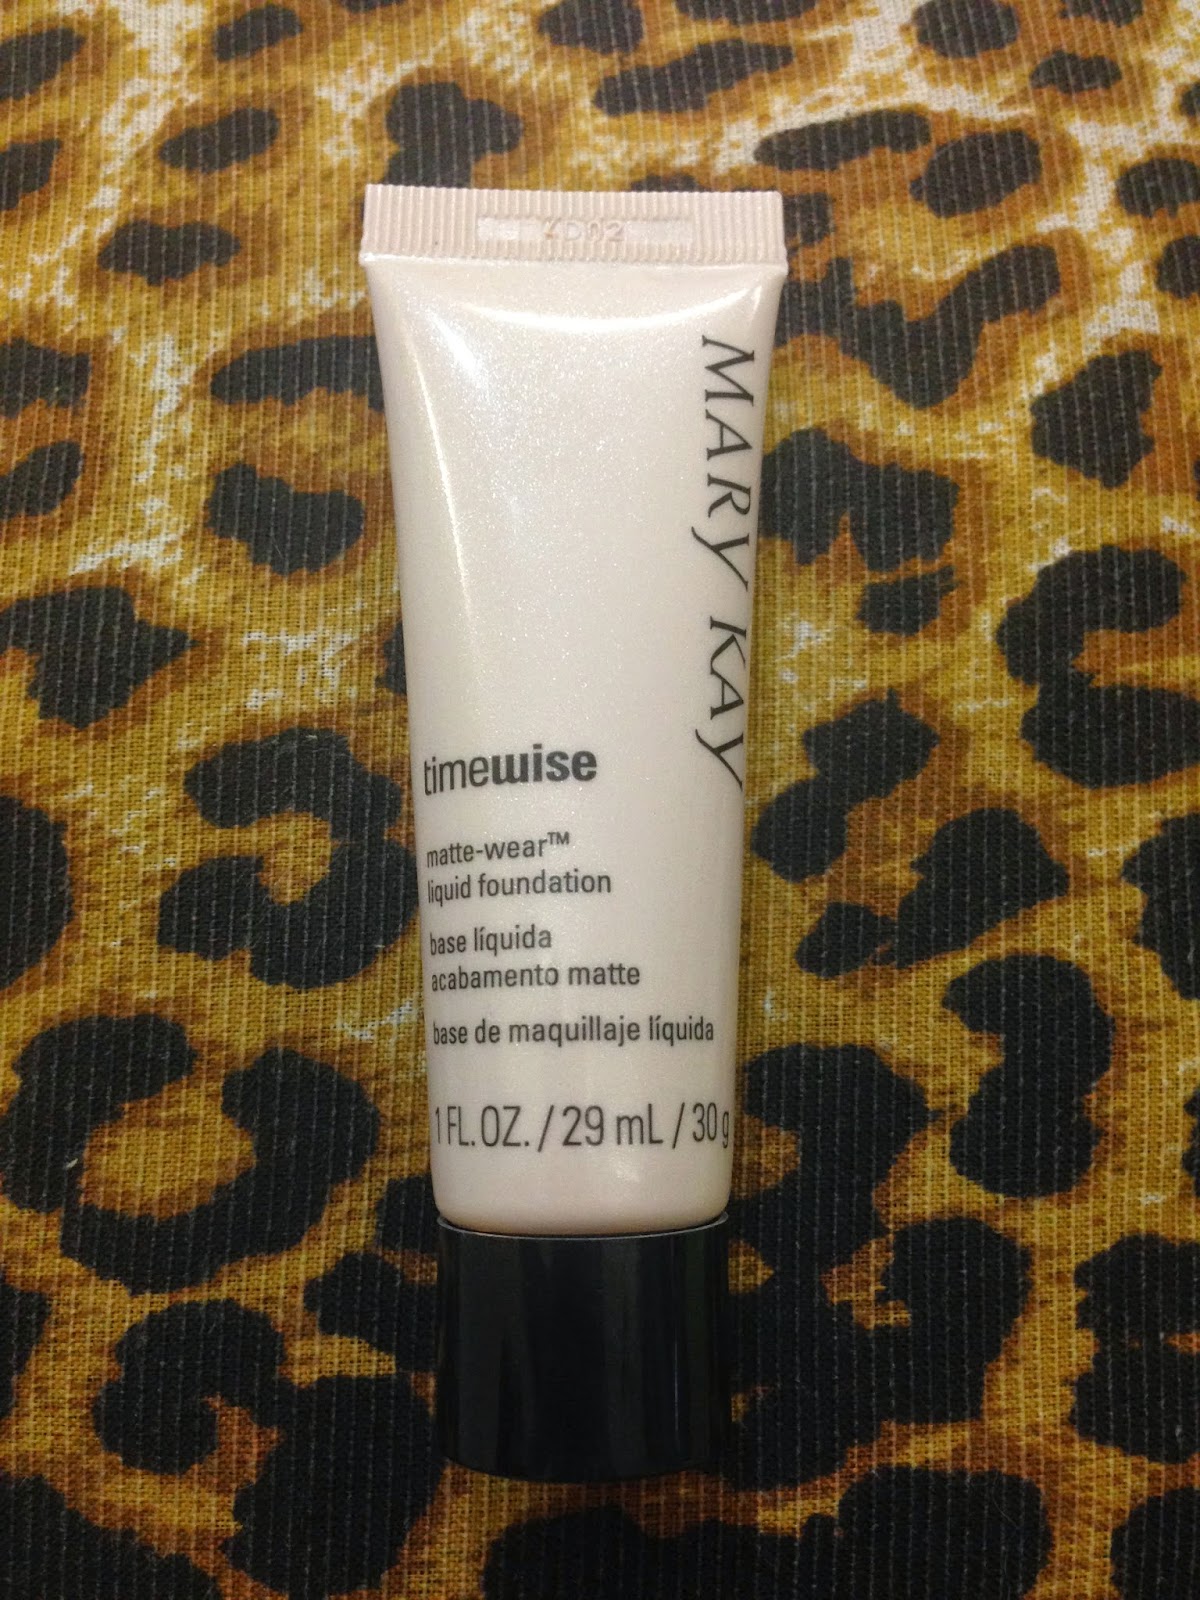 MARY KAY
timewise
matte-wear™
liquid foundation
base líquida
acabamento matte
base de maquillaje líquida
1 FL. OZ. / 29 mL / 30 g